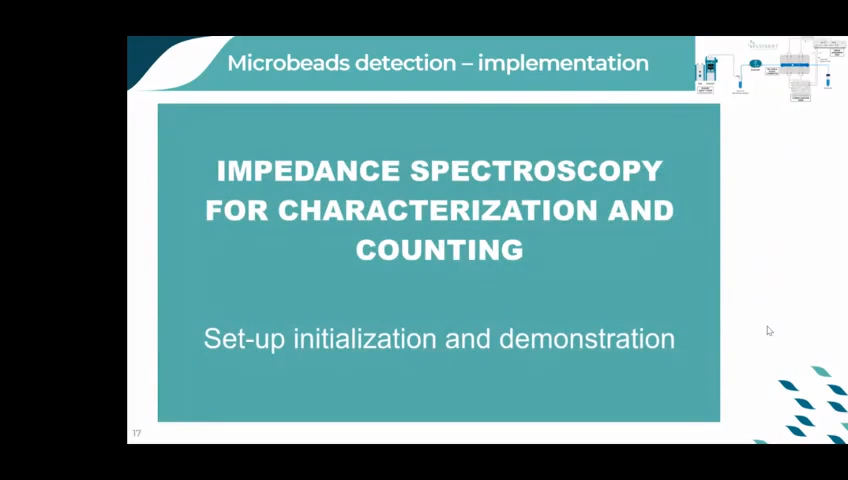 Microbeads detection – implementation
IMPEDANCE SPECTROSCOPY
FOR CHARACTERIZATION AND
COUNTING
Set-up initialization and demonstration
17